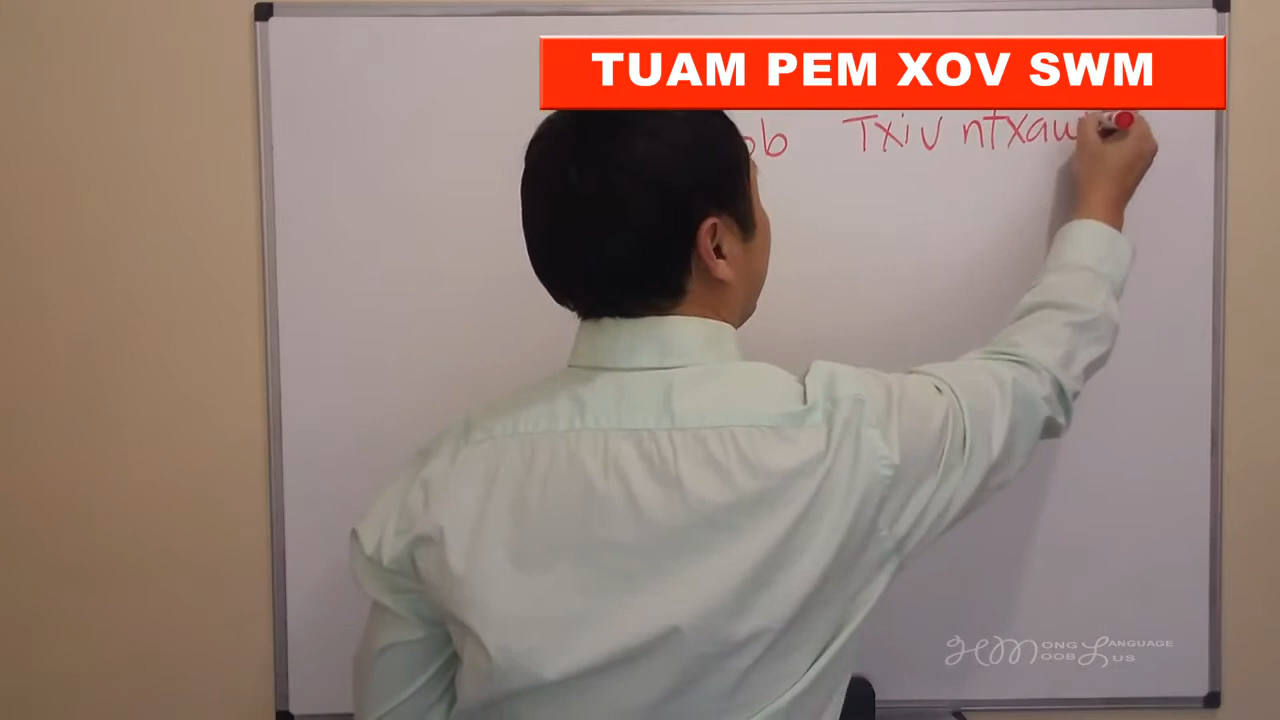 TUAM PEM XOV SWM
ob Txiv ntxaw
HMONG LANGUAGE
HMOOB LUS